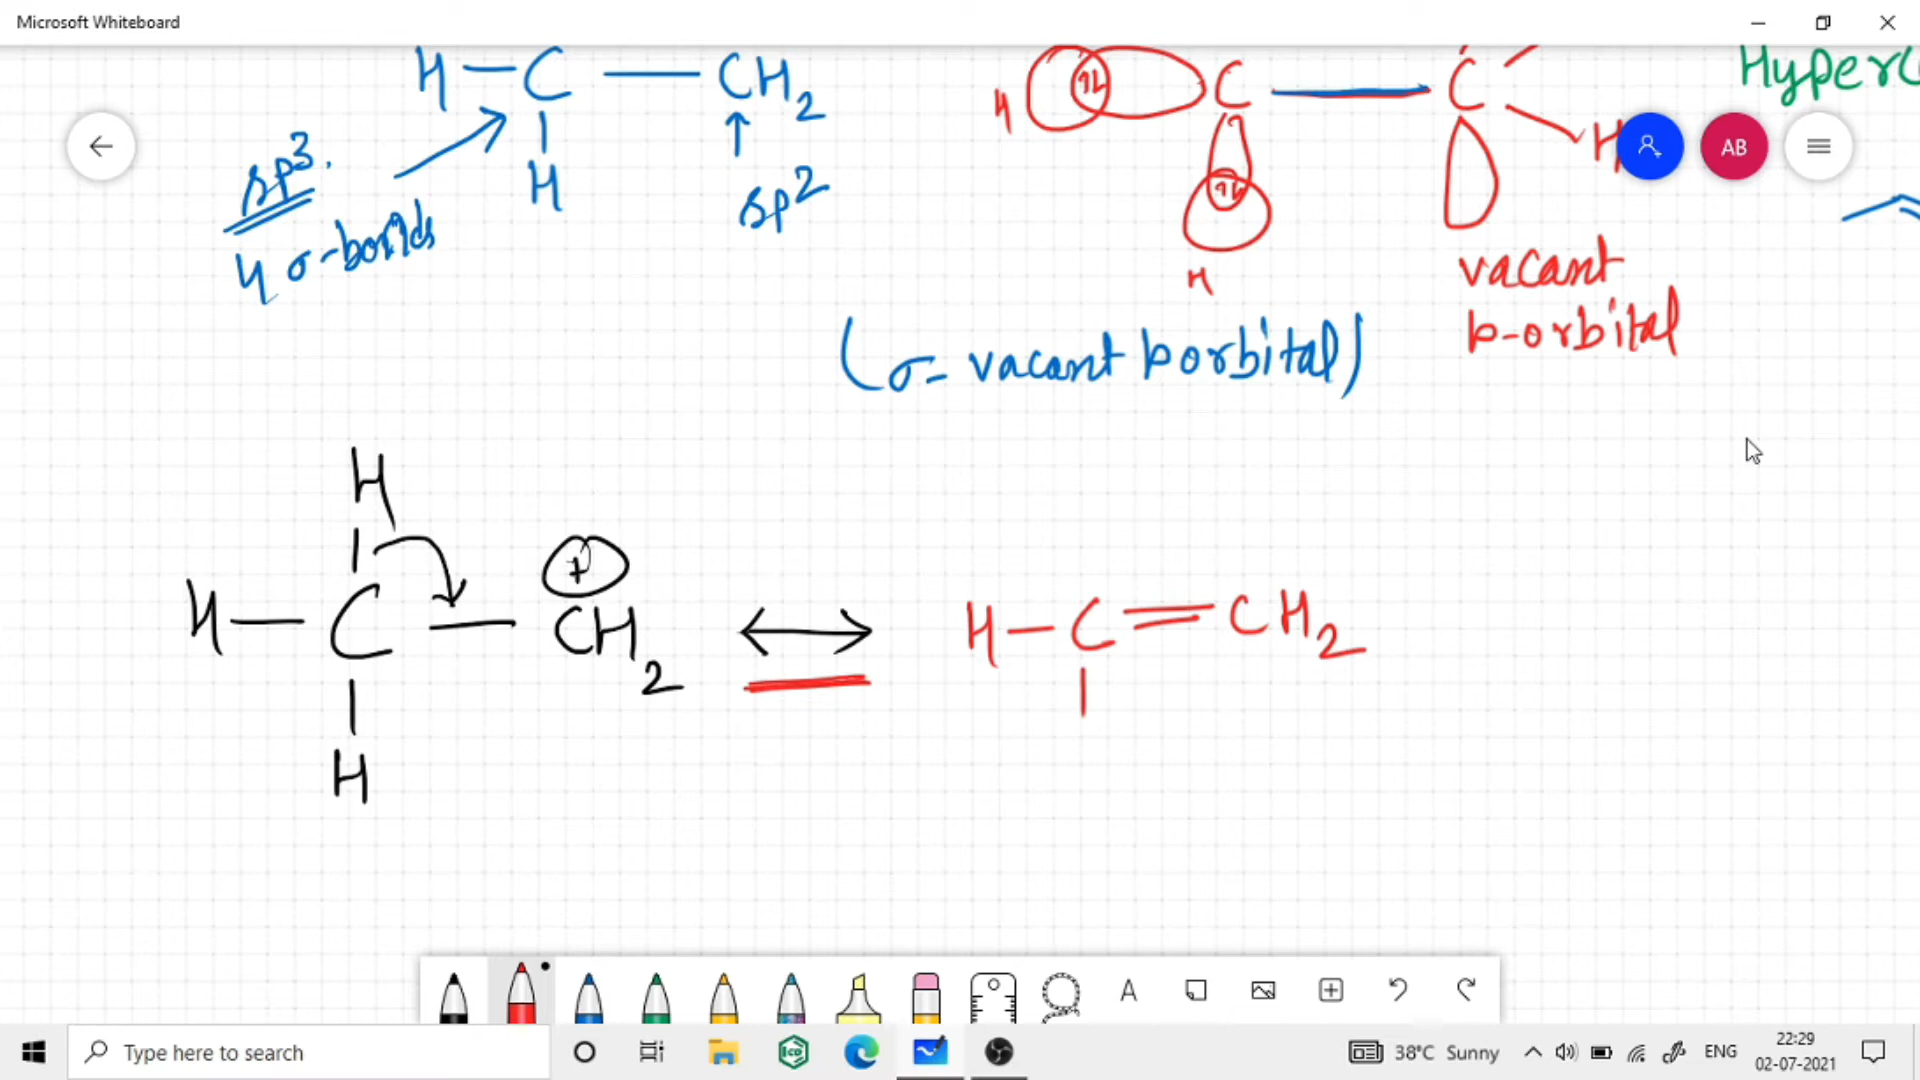 Microsoft Whiteboard
H — C — CH2
H
sp3.
4 σ-bonds
sp2
H
C — C
H
H
vacant
p-orbital
(σ- vacant p orbital)
AB
H
H — C — CH2
+
H
↔
H — C = CH2
A
Type here to search
38°C Sunny
ENG
22:29
02-07-2021